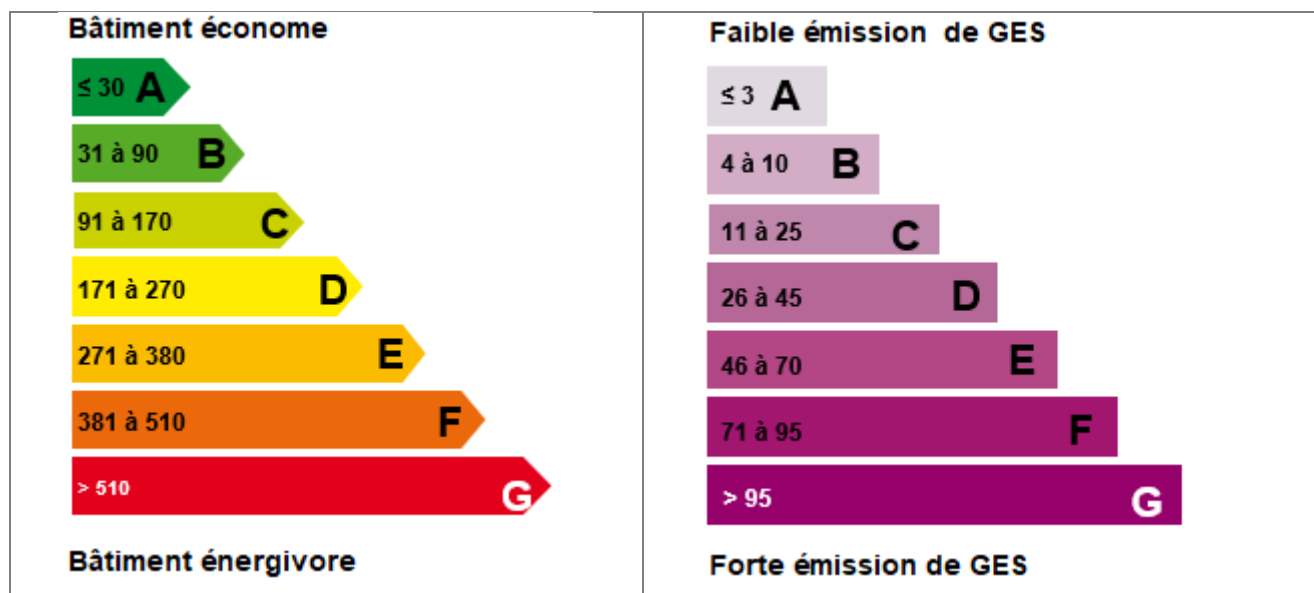 Bâtiment économe
≤ 30 A
31 à 90 B
91 à 170 C
171 à 270 D
271 à 380 E
381 à 510 F
> 510 G
Bâtiment énergivore
Faible émission de GES
≤ 3 A
4 à 10 B
11 à 25 C
26 à 45 D
46 à 70 E
71 à 95 F
> 95 G
Forte émission de GES